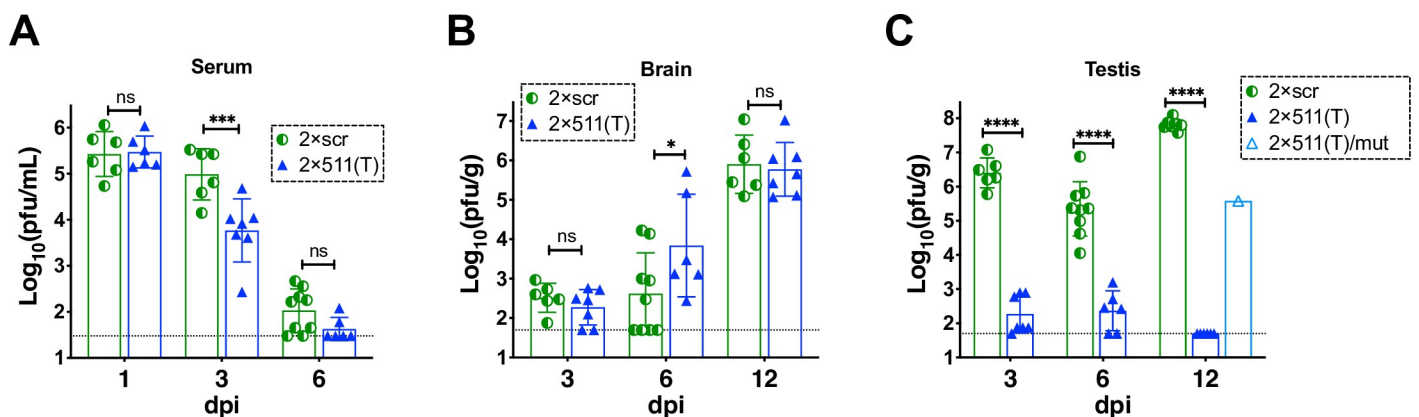 A
Serum
ns
***
ns
2×scr
2×511(T)
Log10(pfu/mL)
6
5
4
3
2
1
1 3 6
dpi
B
Brain
2×scr
2×511(T)
ns
*
ns
Log10(pfu/g)
7
6
5
4
3
2
1
3 6 12
dpi
C
Testis
****
****
****
2×scr
2×511(T)
2×511(T)/mut
Log10(pfu/g)
8
7
6
5
4
3
2
1
3 6 12
dpi